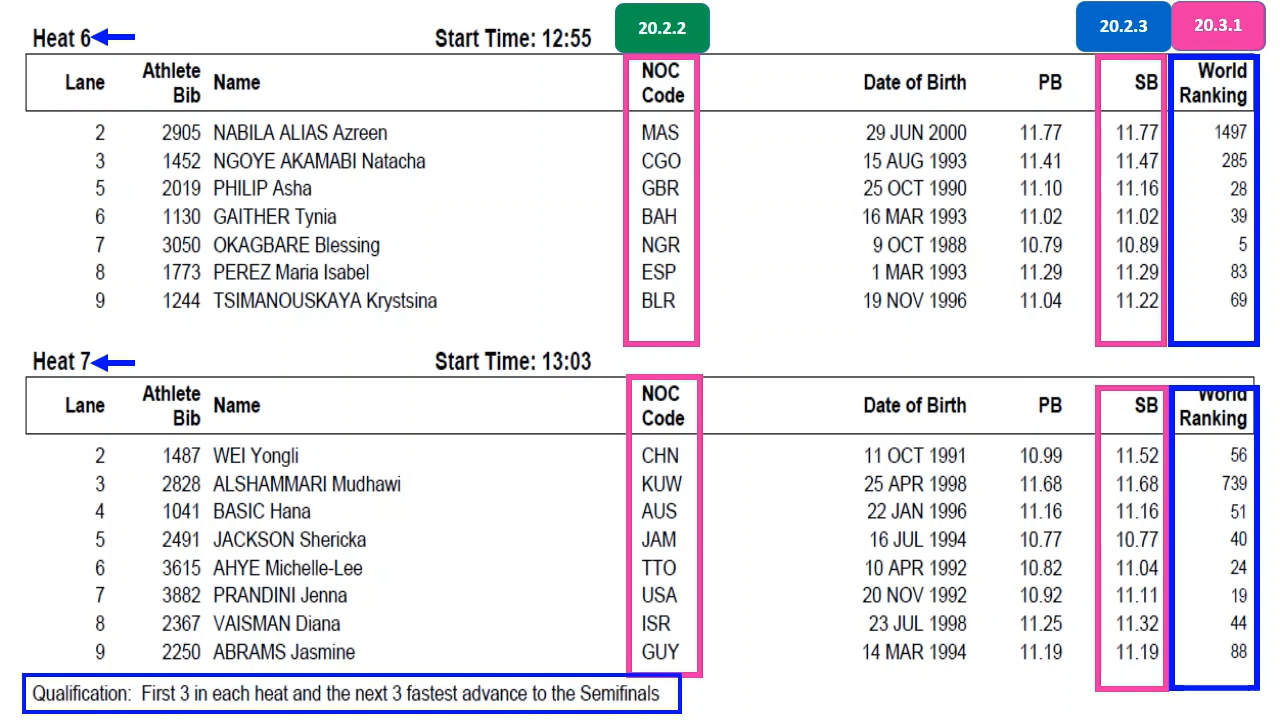 20.2.2 20.2.3 20.3.1
Heat 6 Start Time: 12:55
Lane Athlete Bib Name NOC Code Date of Birth PB SB World Ranking
2 2905 NABILA ALIAS Azreen MAS 29 JUN 2000 11.77 11.77 1497
3 1452 NGOYE AKAMABI Natacha CGO 15 AUG 1993 11.41 11.47 285
5 2019 PHILIP Asha GBR 25 OCT 1990 11.10 11.16 28
6 1130 GAITHER Tynia BAH 16 MAR 1993 11.02 11.02 39
7 3050 OKAGBARE Blessing NGR 9 OCT 1988 10.79 10.89 5
8 1773 PEREZ Maria Isabel ESP 1 MAR 1993 11.29 11.29 83
9 1244 TSIMANOUSKAYA Krystsina BLR 19 NOV 1996 11.04 11.22 69
Heat 7 Start Time: 13:03
Lane Athlete Bib Name NOC Code Date of Birth PB SB World Ranking
2 1487 WEI Yongli CHN 11 OCT 1991 10.99 11.52 56
3 2828 ALSHAMMARI Mudhawi KUW 25 APR 1998 11.68 11.68 739
4 1041 BASIC Hana AUS 22 JAN 1996 11.16 11.16 51
5 2491 JACKSON Shericka JAM 16 JUL 1994 10.77 10.77 40
6 3615 AHYE Michelle-Lee TTO 10 APR 1992 10.82 11.04 24
7 3882 PRANDINI Jenna USA 20 NOV 1992 10.92 11.11 19
8 2367 VAISMAN Diana ISR 23 JUL 1998 11.25 11.32 44
9 2250 ABRAMS Jasmine GUY 14 MAR 1994 11.19 11.19 88
Qualification: First 3 in each heat and the next 3 fastest advance to the Semifinals